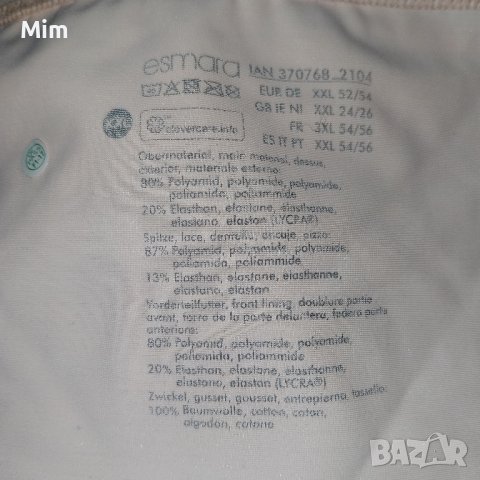 Mim
esmara IAN 370768_2104
EUR DE XXL 52/54
GB IE NI XXL 24/26
FR 3XL 54/56
ES IT PT XXL 54/56
clevercare.info
Obermaterial, main material, dessus,
exterior, materiale esterno:
80% Polyamid, polyamide, polyamide,
poliamida, poliammide
20% Elasthan, elastane, élasthanne,
elastano, elastan (LYCRA®)
Spitze, lace, dentelle, encaje, pizzo:
87% Polyamid, polyamide, polyamide,
poliamida, poliammide
13% Elasthan, elastane, élasthanne,
elastano, elastan
Vorderteilfutter, front lining, doublure partie
avant, forro de la parte delantera, fodera parte
anteriore:
80% Polyamid, polyamide, polyamide,
poliamida, poliammide
20% Elasthan, elastane, élasthanne,
elastano, elastan (LYCRA®)
Zwickel, gusset, gousset, entrepierna, tassello:
100% Baumwolle, cotton, coton,
algodón, cotone
BAZAR